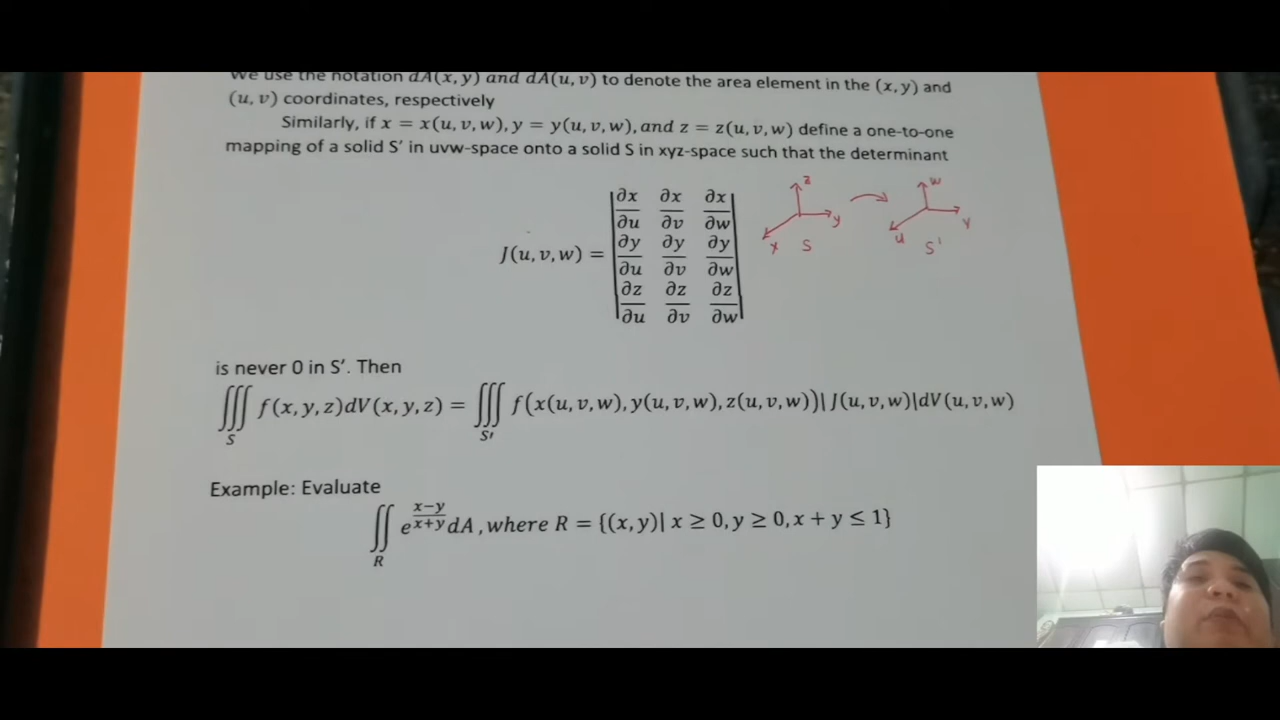 We use the notation dA(x, y) and dA(u, v) to denote the area element in the (x, y) and
(u, v) coordinates, respectively
Similarly, if x = x(u, v, w), y = y(u, v, w), and z = z(u, v, w) define a one-to-one
mapping of a solid S′ in uvw-space onto a solid S in xyz-space such that the determinant
J(u, v, w) = |∂x/∂u ∂x/∂v ∂x/∂w|
|∂y/∂u ∂y/∂v ∂y/∂w|
|∂z/∂u ∂z/∂v ∂z/∂w|
z
y
x
S
w
v
u
S'
is never 0 in S′. Then
∭_S f(x, y, z)dV(x, y, z) = ∭_S′ f(x(u, v, w), y(u, v, w), z(u, v, w))|J(u, v, w)|dV(u, v, w)
Example: Evaluate
∬_R e^((x−y)/(x+y)) dA , where R = {(x, y)| x ≥ 0, y ≥ 0, x + y ≤ 1}